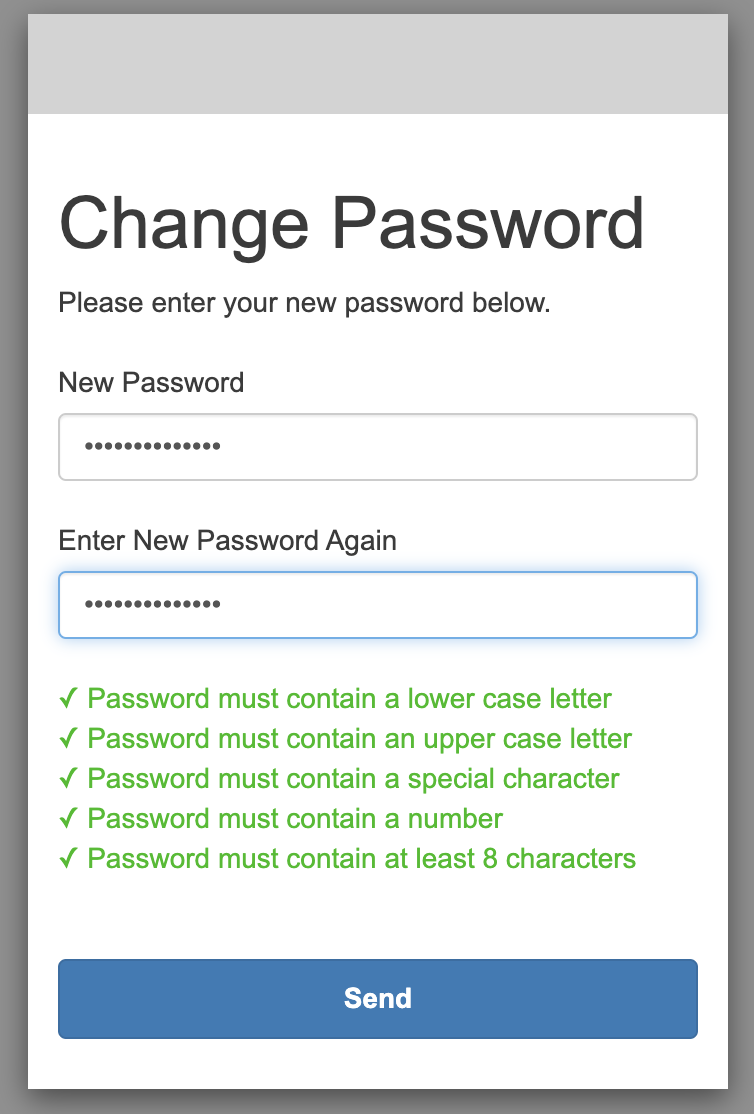 Change Password
Please enter your new password below.
New Password
••••••••••••••
Enter New Password Again
••••••••••••••
✓ Password must contain a lower case letter
✓ Password must contain an upper case letter
✓ Password must contain a special character
✓ Password must contain a number
✓ Password must contain at least 8 characters
Send